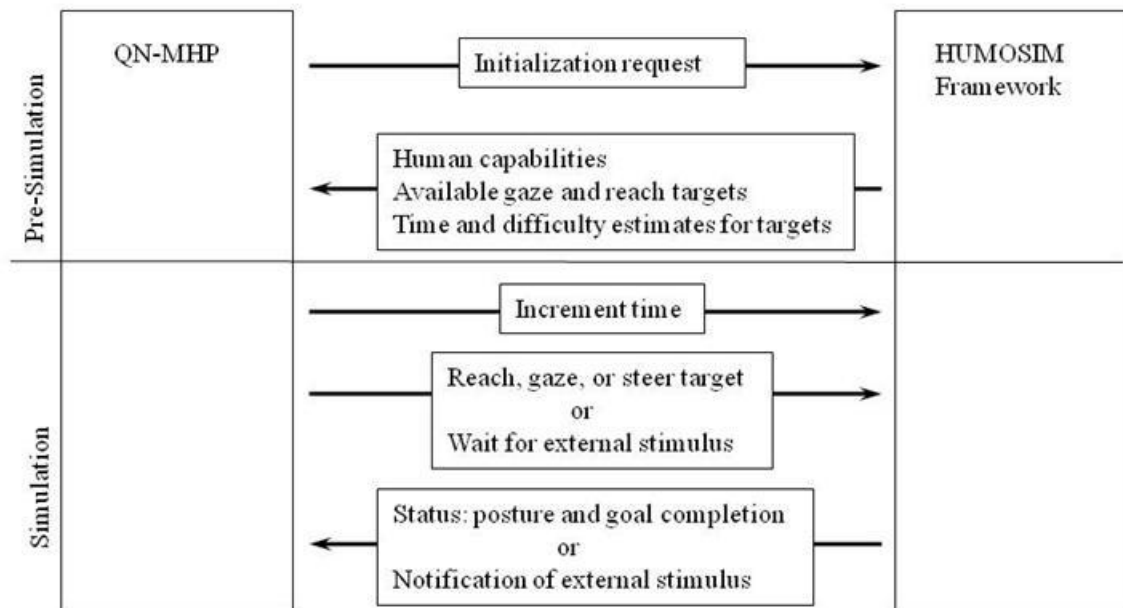 QN-MHP
Initialization request
HUMOSIM
Framework
Pre-Simulation
Human capabilities
Available gaze and reach targets
Time and difficulty estimates for targets
Simulation
Increment time
Reach, gaze, or steer target
or
Wait for external stimulus
Status: posture and goal completion
or
Notification of external stimulus